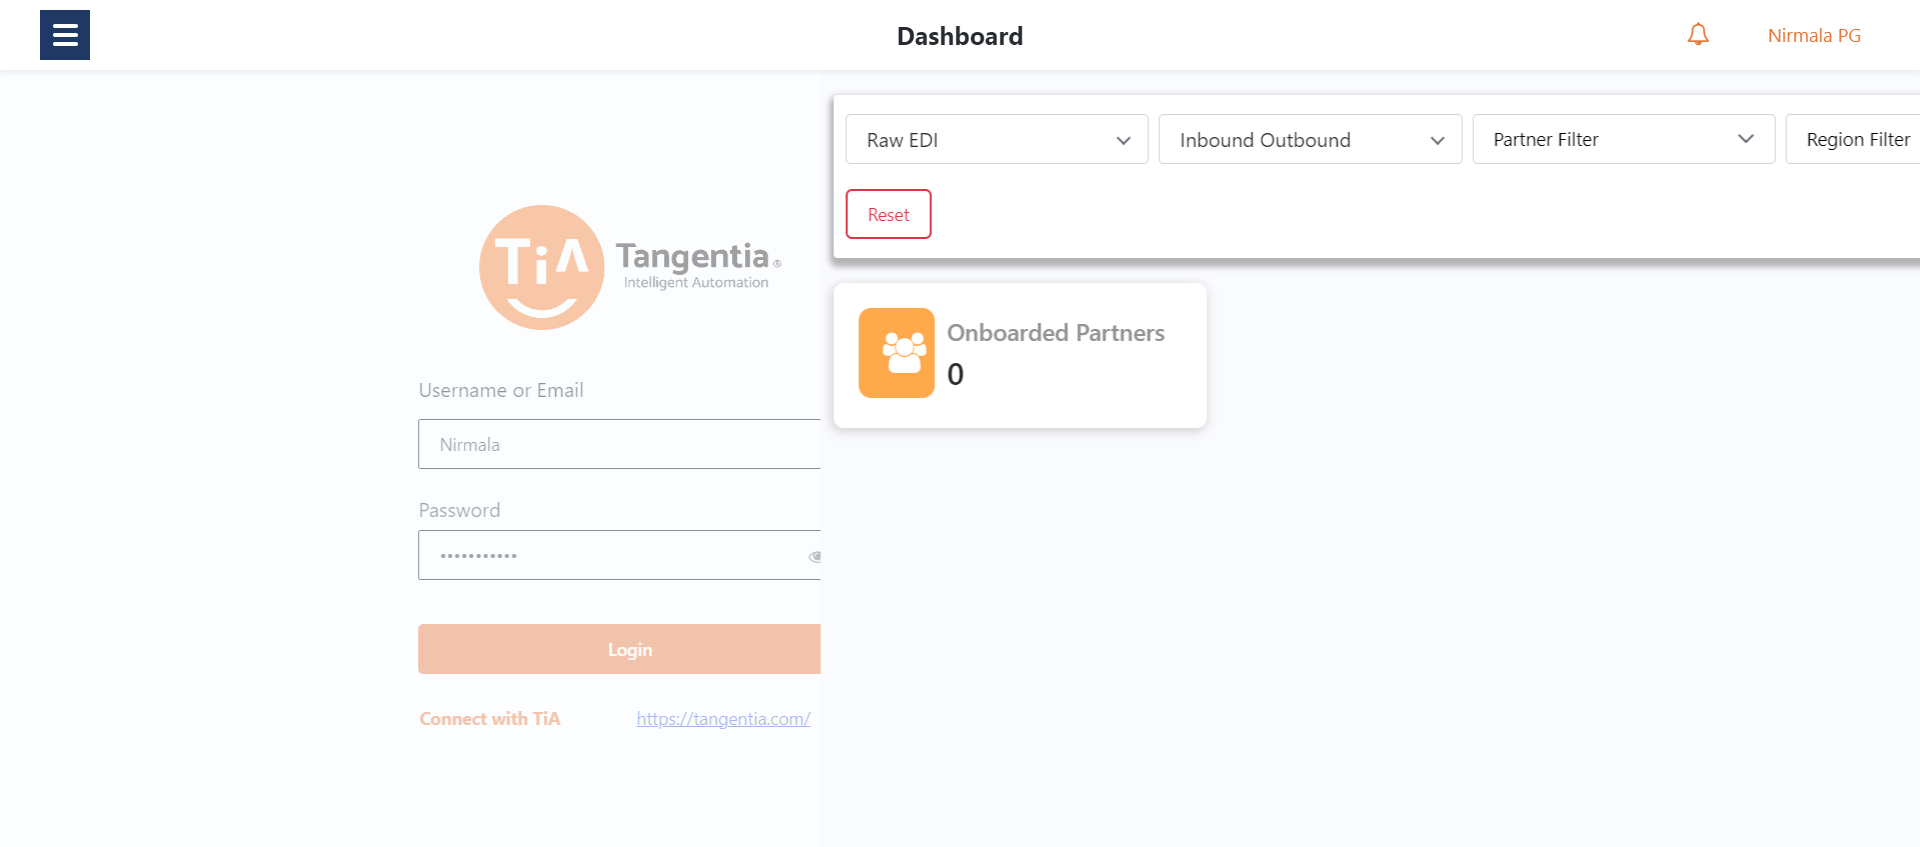 Dashboard
Nirmala PG
Raw EDI
Inbound Outbound
Partner Filter
Region Filter
Reset
TiA
Tangentia®
Intelligent Automation
Onboarded Partners
0
Username or Email
Nirmala
Password
•••••••••••
Login
Connect with TiA
https://tangentia.com/